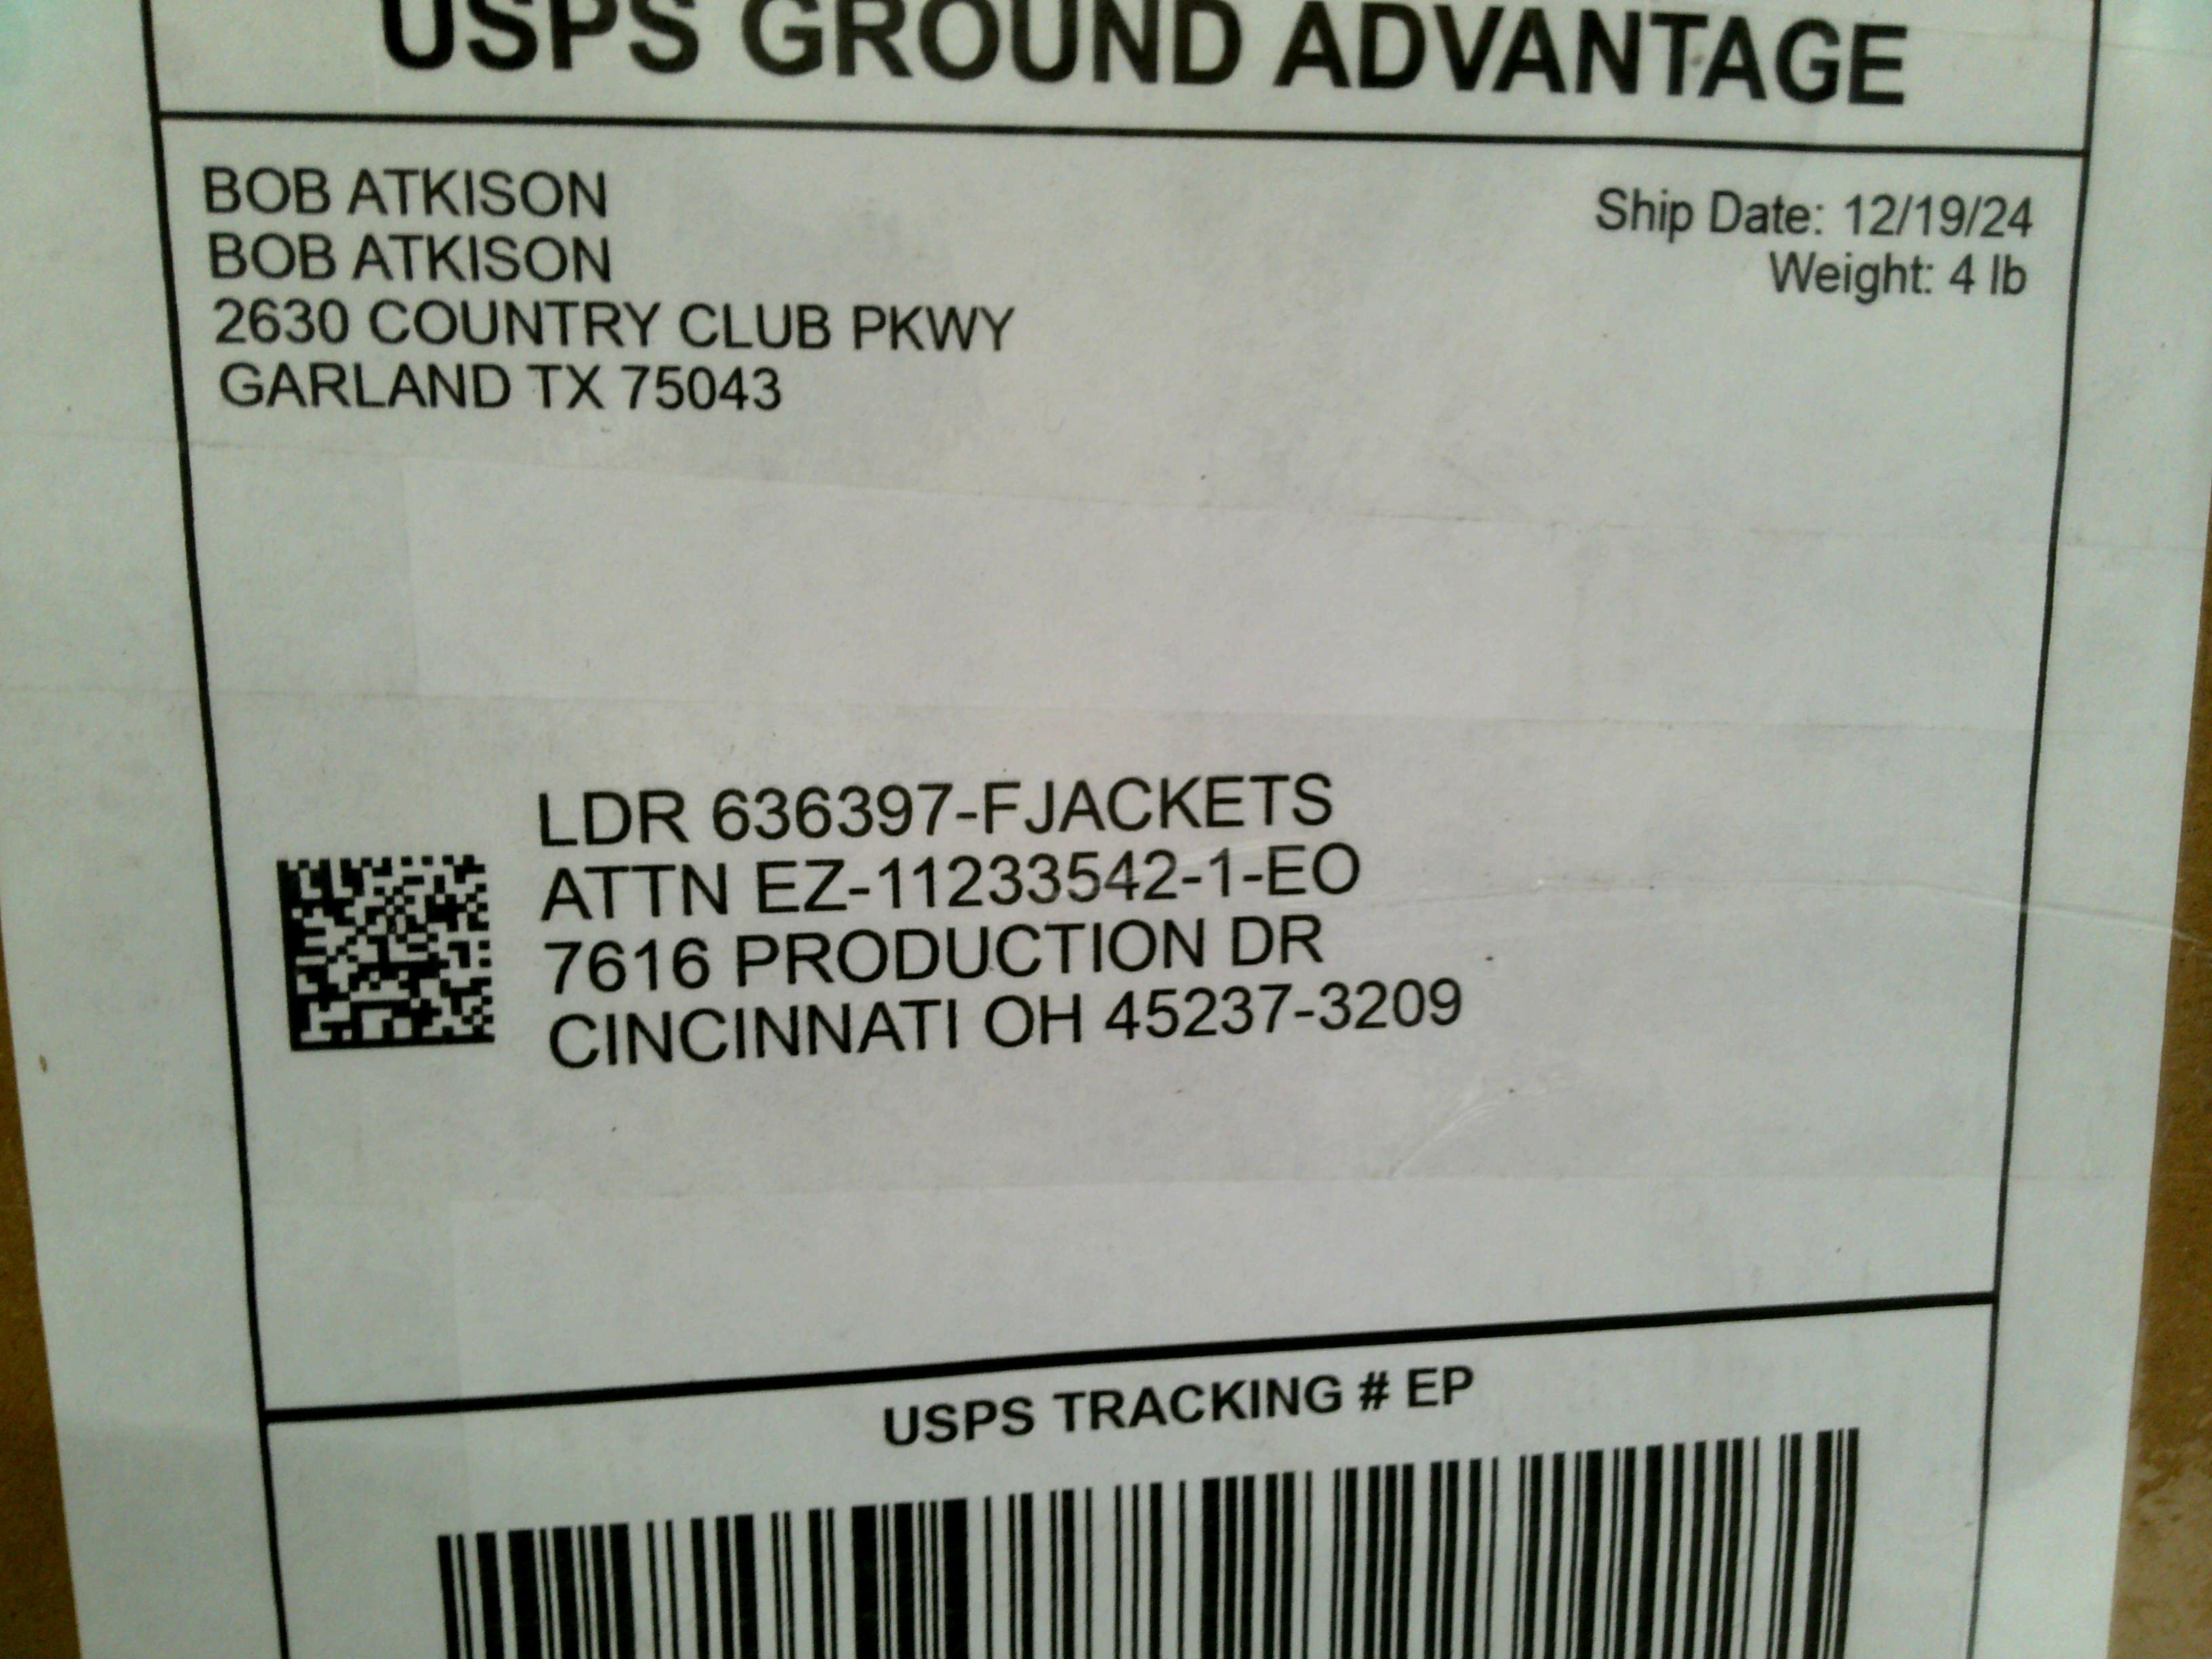 USPS GROUND ADVANTAGE
BOB ATKISON
BOB ATKISON
2630 COUNTRY CLUB PKWY
GARLAND TX 75043
Ship Date: 12/19/24
Weight: 4 lb
LDR 636397-FJACKETS
ATTN EZ-11233542-1-EO
7616 PRODUCTION DR
CINCINNATI OH 45237-3209
USPS TRACKING # EP